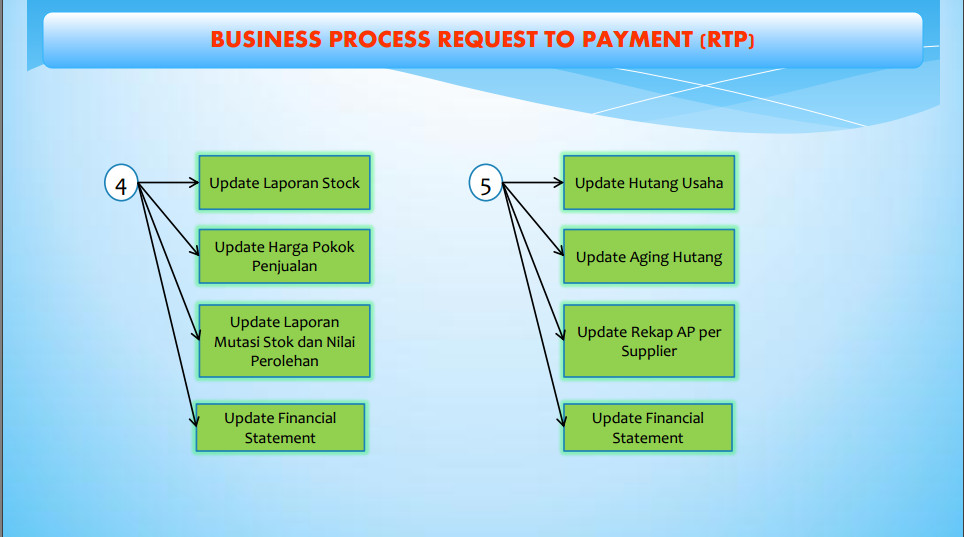 BUSINESS PROCESS REQUEST TO PAYMENT (RTP)
4
Update Laporan Stock
Update Harga Pokok
Penjualan
Update Laporan
Mutasi Stok dan Nilai
Perolehan
Update Financial
Statement
5
Update Hutang Usaha
Update Aging Hutang
Update Rekap AP per
Supplier
Update Financial
Statement